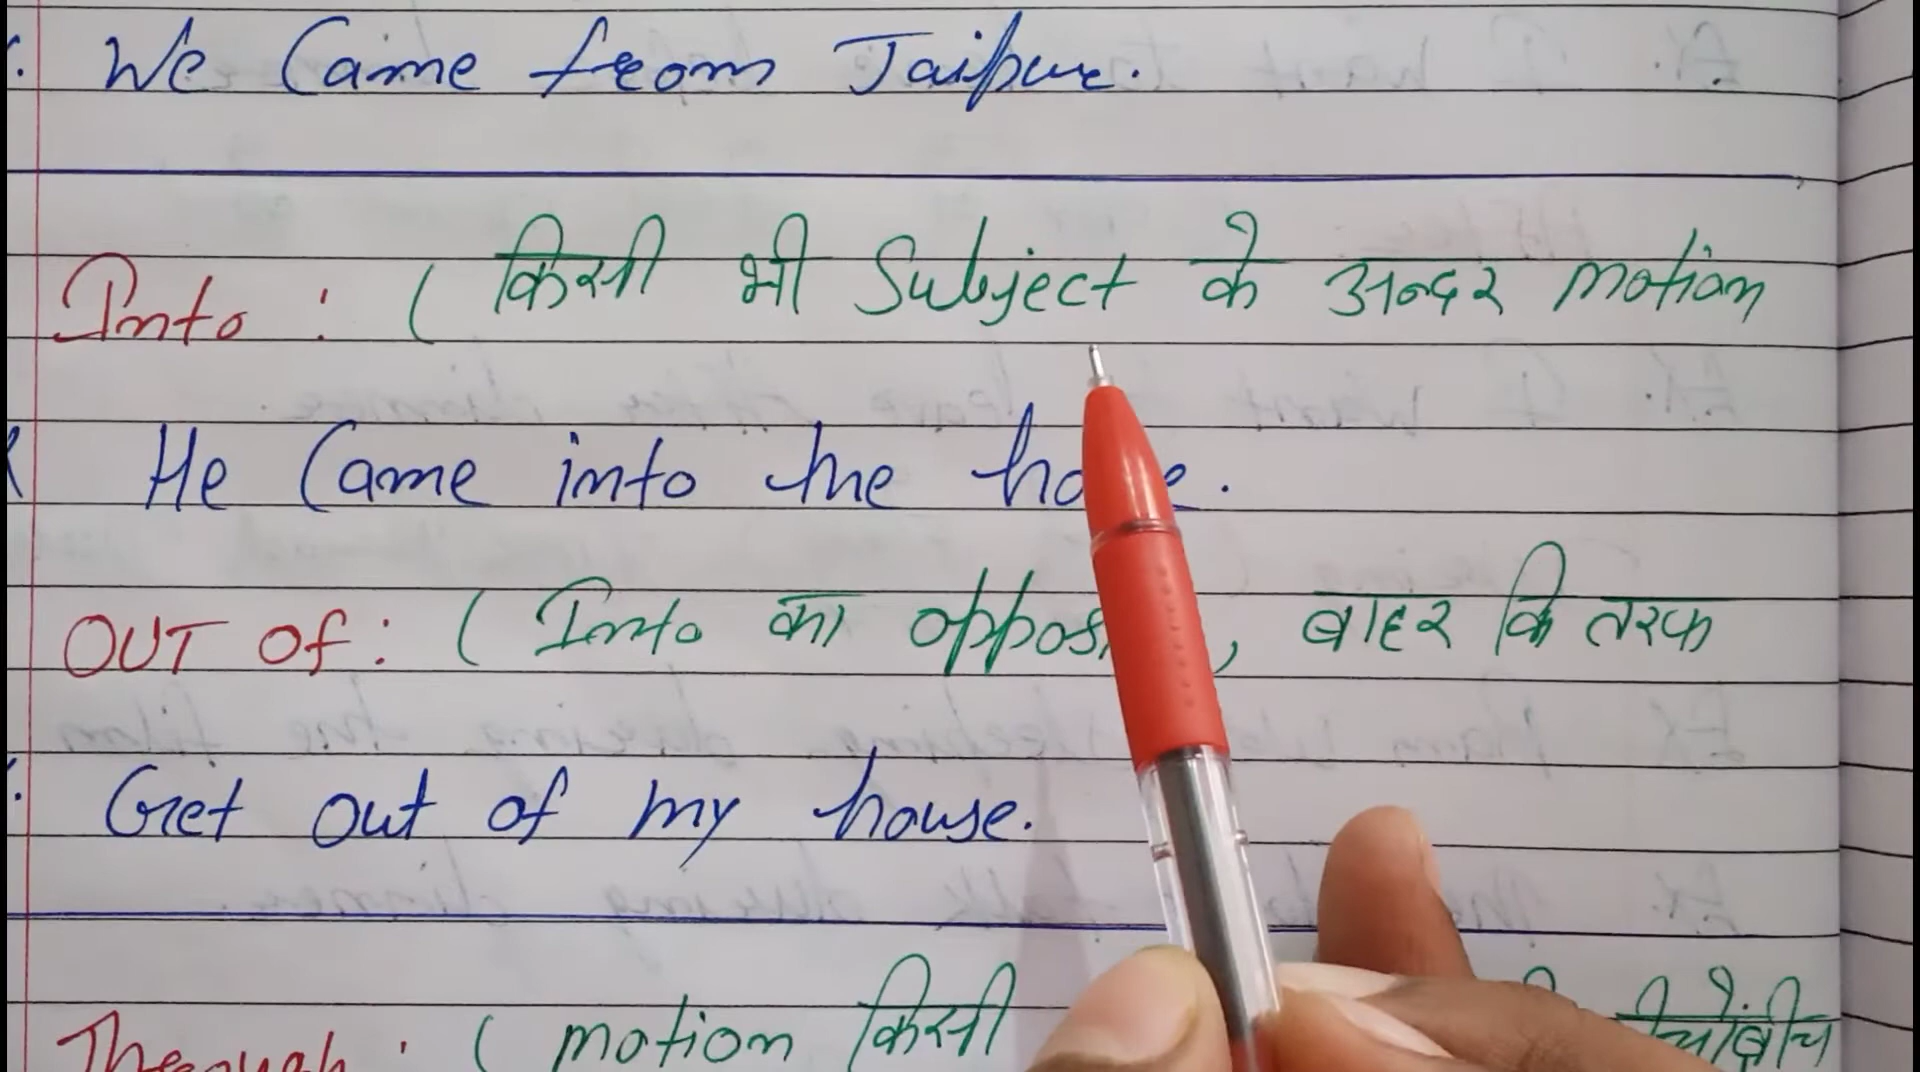 We Came from Jaipur.
Into : ( किसी भी Subject के अन्दर motion
He Came into the
OUT Of : ( Into का , बाहर कि तरफ
Get out of my house.
Through : ( motion किसी बीचोंबीच